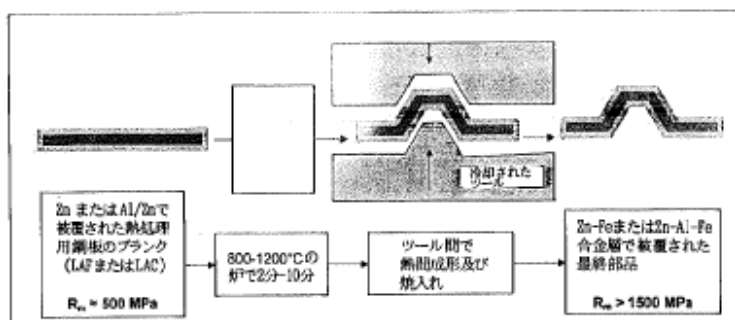 冷却された
ツール
Zn またはAl/Znで
被覆された熱処理
用鋼板のブランク
(LAFまたはLAC)
Rm ≈ 500 MPa
800-1200°Cの
炉で2分-10分
ツール間で
熱間成形及び
焼入れ
Zn-FeまたはZn-Al-Fe
合金層で被覆された
最終部品
Rm > 1500 MPa